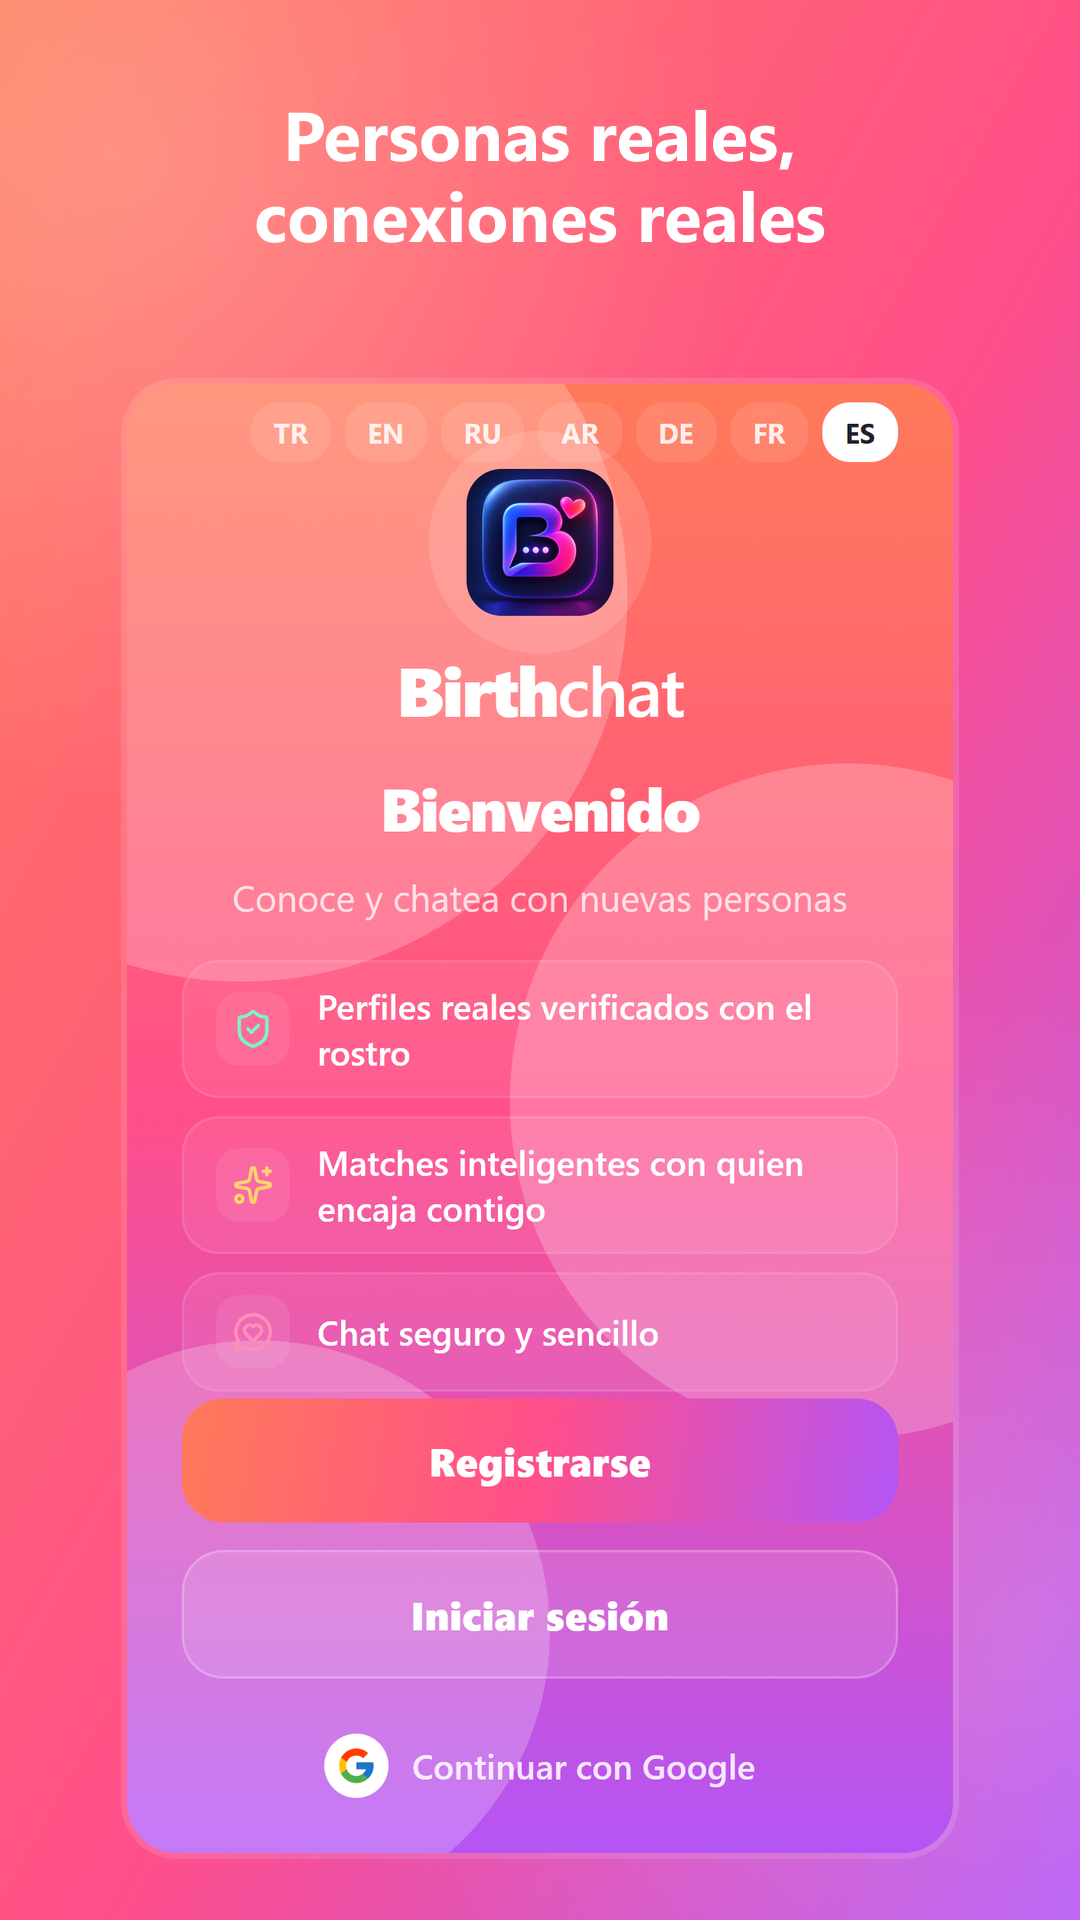 Personas reales,
conexiones reales
TR EN RU AR DE FR ES
Birthchat
Bienvenido
Conoce y chatea con nuevas personas
Perfiles reales verificados con el
rostro
Matches inteligentes con quien
encaja contigo
Chat seguro y sencillo
Registrarse
Iniciar sesión
Continuar con Google